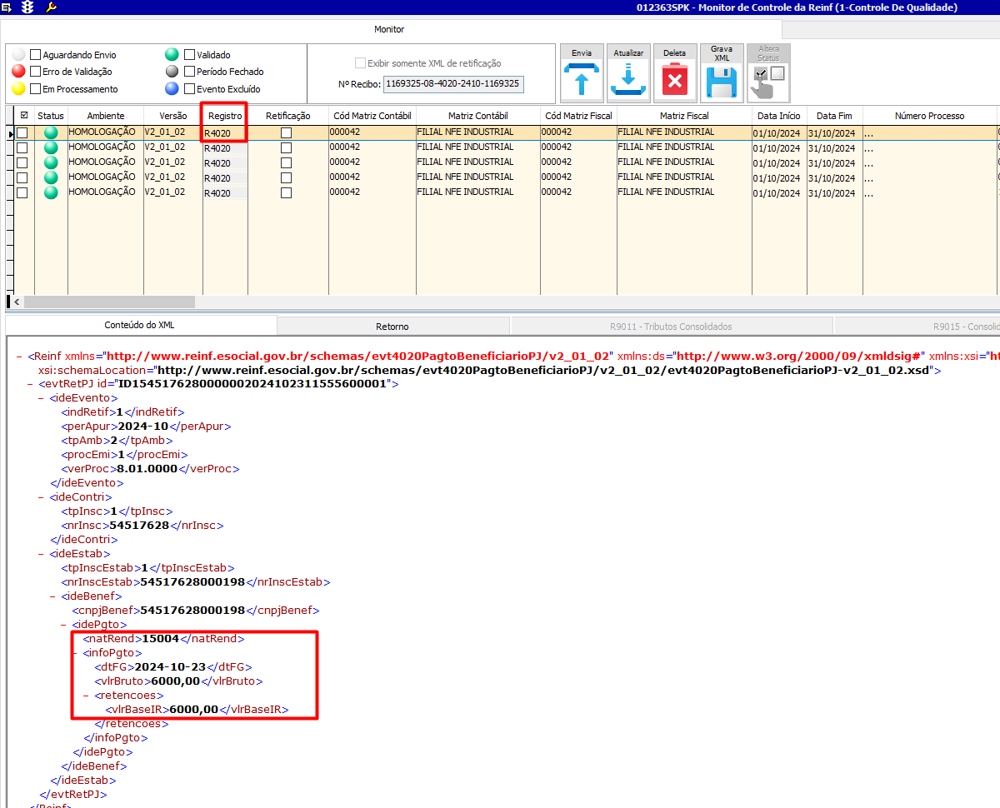 012363SPK - Monitor de Controle da Reinf (1-Controle De Qualidade)
Monitor
Aguardando Envio
Validado
Erro de Validação
Período Fechado
Em Processamento
Evento Excluído
Exibir somente XML de retificação
Nº Recibo: 1169325-08-4020-2410-1169325
Envia
Atualizar
Deleta
Grava XML
Altera Status
Status Ambiente Versão Registro Retificação Cód Matriz Contábil Matriz Contábil Cód Matriz Fiscal Matriz Fiscal Data Início Data Fim Número Processo
HOMOLOGAÇÃO V2_01_02 R4020 000042 FILIAL NFE INDUSTRIAL 000042 FILIAL NFE INDUSTRIAL 01/10/2024 31/10/2024 ...
HOMOLOGAÇÃO V2_01_02 R4020 000042 FILIAL NFE INDUSTRIAL 000042 FILIAL NFE INDUSTRIAL 01/10/2024 31/10/2024 ...
HOMOLOGAÇÃO V2_01_02 R4020 000042 FILIAL NFE INDUSTRIAL 000042 FILIAL NFE INDUSTRIAL 01/10/2024 31/10/2024 ...
HOMOLOGAÇÃO V2_01_02 R4020 000042 FILIAL NFE INDUSTRIAL 000042 FILIAL NFE INDUSTRIAL 01/10/2024 31/10/2024 ...
HOMOLOGAÇÃO V2_01_02 R4020 000042 FILIAL NFE INDUSTRIAL 000042 FILIAL NFE INDUSTRIAL 01/10/2024 31/10/2024 ...
Conteúdo do XML
Retorno
R9011 - Tributos Consolidados
R9015 - Consolid
- <Reinf xmlns="http://www.reinf.esocial.gov.br/schemas/evt4020PagtoBeneficiarioPJ/v2_01_02" xmlns:ds="http://www.w3.org/2000/09/xmldsig#" xmlns:xsi="ht
xsi:schemaLocation="http://www.reinf.esocial.gov.br/schemas/evt4020PagtoBeneficiarioPJ/v2_01_02/evt4020PagtoBeneficiarioPJ-v2_01_02.xsd">
- <evtRetPJ id="ID1545176280000002024102311555600001">
- <ideEvento>
<indRetif>1</indRetif>
<perApur>2024-10</perApur>
<tpAmb>2</tpAmb>
<procEmi>1</procEmi>
<verProc>8.01.0000</verProc>
</ideEvento>
- <ideContri>
<tpInsc>1</tpInsc>
<nrInsc>54517628</nrInsc>
</ideContri>
- <ideEstab>
<tpInscEstab>1</tpInscEstab>
<nrInscEstab>54517628000198</nrInscEstab>
- <ideBenef>
<cnpjBenef>54517628000198</cnpjBenef>
- <idePgto>
<natRend>15004</natRend>
- <infoPgto>
<dtFG>2024-10-23</dtFG>
<vlrBruto>6000,00</vlrBruto>
- <retencoes>
<vlrBaseIR>6000,00</vlrBaseIR>
</retencoes>
</infoPgto>
</idePgto>
</ideBenef>
</ideEstab>
</evtRetPJ>
</Reinf>